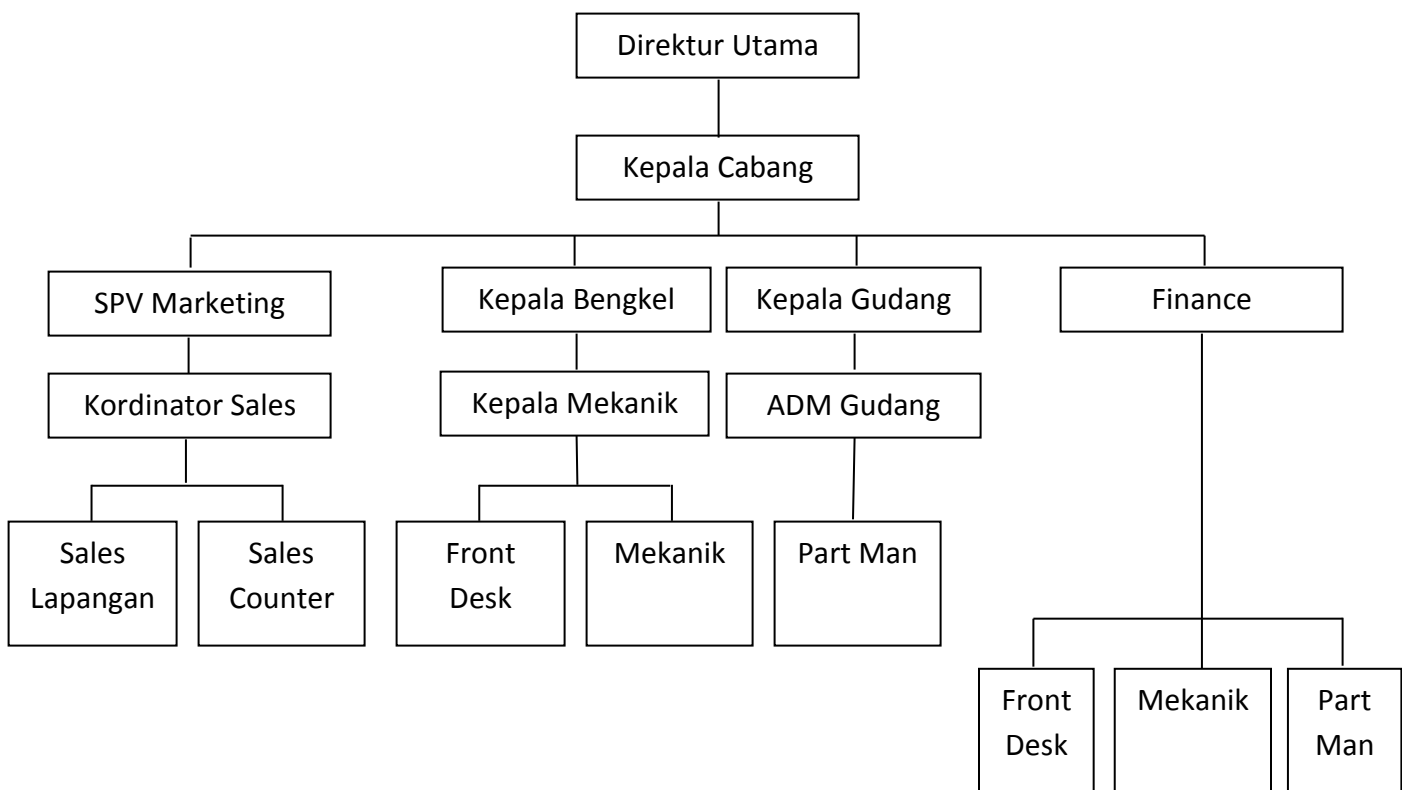 Direktur Utama
Kepala Cabang
SPV Marketing
Kepala Bengkel
Kepala Gudang
Finance
Kordinator Sales
Kepala Mekanik
ADM Gudang
Sales
Lapangan
Sales
Counter
Front
Desk
Mekanik
Part Man
Front
Desk
Mekanik
Part
Man